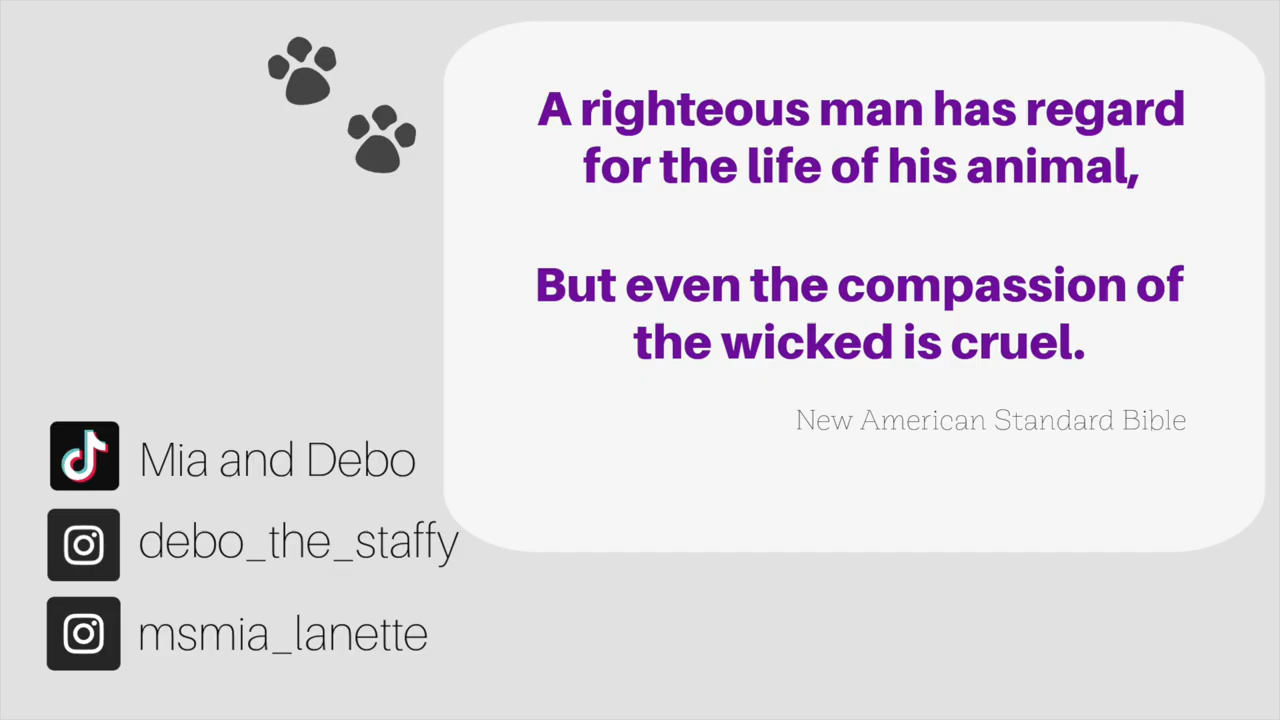 A righteous man has regard
for the life of his animal,
But even the compassion of
the wicked is cruel.
New American Standard Bible
Mia and Debo
debo_the_staffy
msmia_lanette